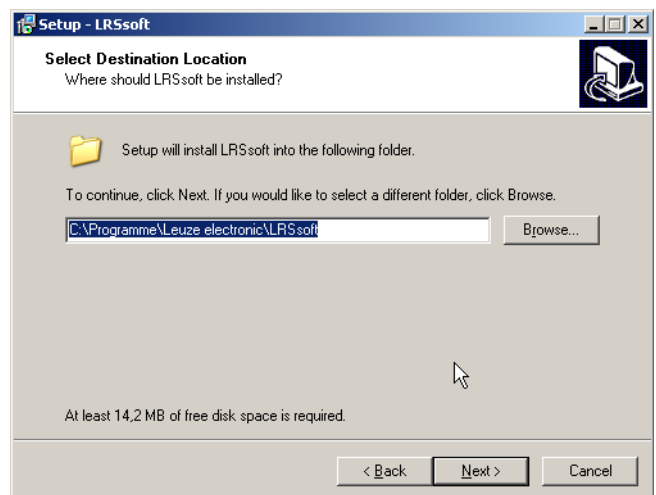 Setup - LRSsoft
Select Destination Location
Where should LRSsoft be installed?
Setup will install LRSsoft into the following folder.
To continue, click Next. If you would like to select a different folder, click Browse.
C:\Programme\Leuze electronic\LRSsoft
Browse...
At least 14,2 MB of free disk space is required.
< Back
Next >
Cancel